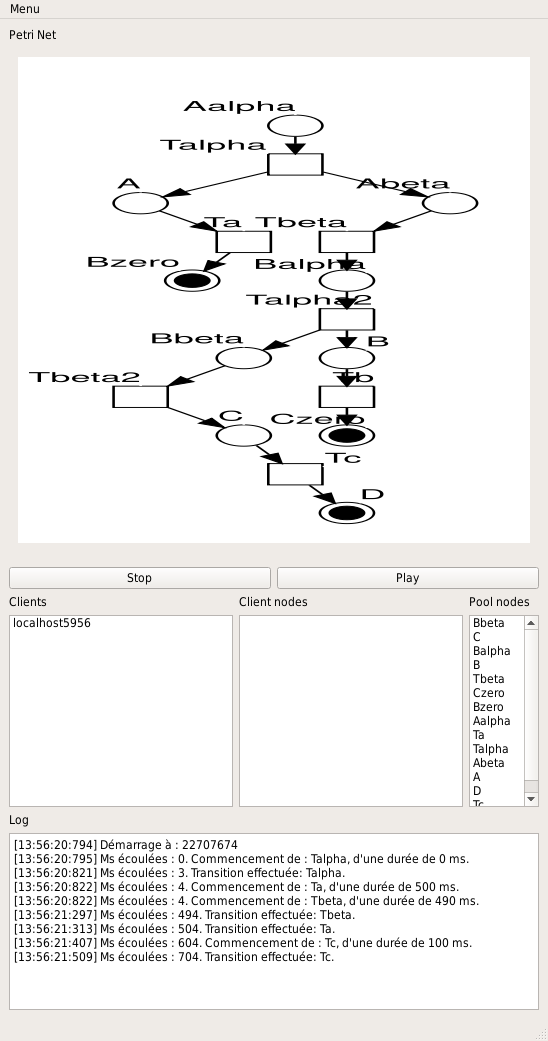 Menu
Petri Net
Aalpha
Talpha
A
Abeta
Ta
Tbeta
Bzero
Balpha
Talpha2
Bbeta
B
Tbeta2
Tb
C
Czero
Tc
D
Stop
Play
Clients
Client nodes
Pool nodes
localhost5956
Bbeta
C
Balpha
B
Tbeta
Czero
Bzero
Aalpha
Ta
Talpha
Abeta
A
D
Tc
Log
[13:56:20:794] Démarrage à : 22707674
[13:56:20:795] Ms écoulées : 0. Commencement de : Talpha, d'une durée de 0 ms.
[13:56:20:821] Ms écoulées : 3. Transition effectuée: Talpha.
[13:56:20:822] Ms écoulées : 4. Commencement de : Ta, d'une durée de 500 ms.
[13:56:20:822] Ms écoulées : 4. Commencement de : Tbeta, d'une durée de 490 ms.
[13:56:21:297] Ms écoulées : 494. Transition effectuée: Tbeta.
[13:56:21:313] Ms écoulées : 504. Transition effectuée: Ta.
[13:56:21:407] Ms écoulées : 604. Commencement de : Tc, d'une durée de 100 ms.
[13:56:21:509] Ms écoulées : 704. Transition effectuée: Tc.